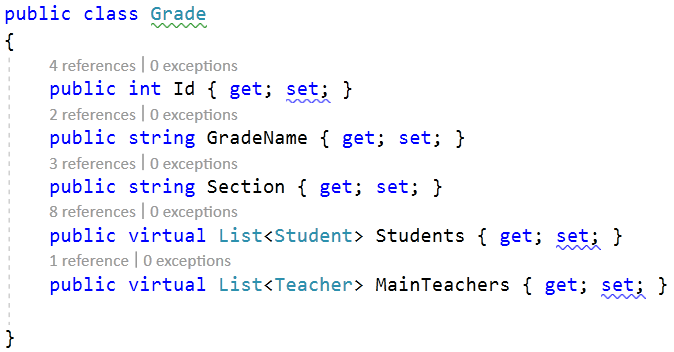 public class Grade
{
4 references | 0 exceptions
public int Id { get; set; }
2 references | 0 exceptions
public string GradeName { get; set; }
3 references | 0 exceptions
public string Section { get; set; }
8 references | 0 exceptions
public virtual List<Student> Students { get; set; }
1 reference | 0 exceptions
public virtual List<Teacher> MainTeachers { get; set; }
}